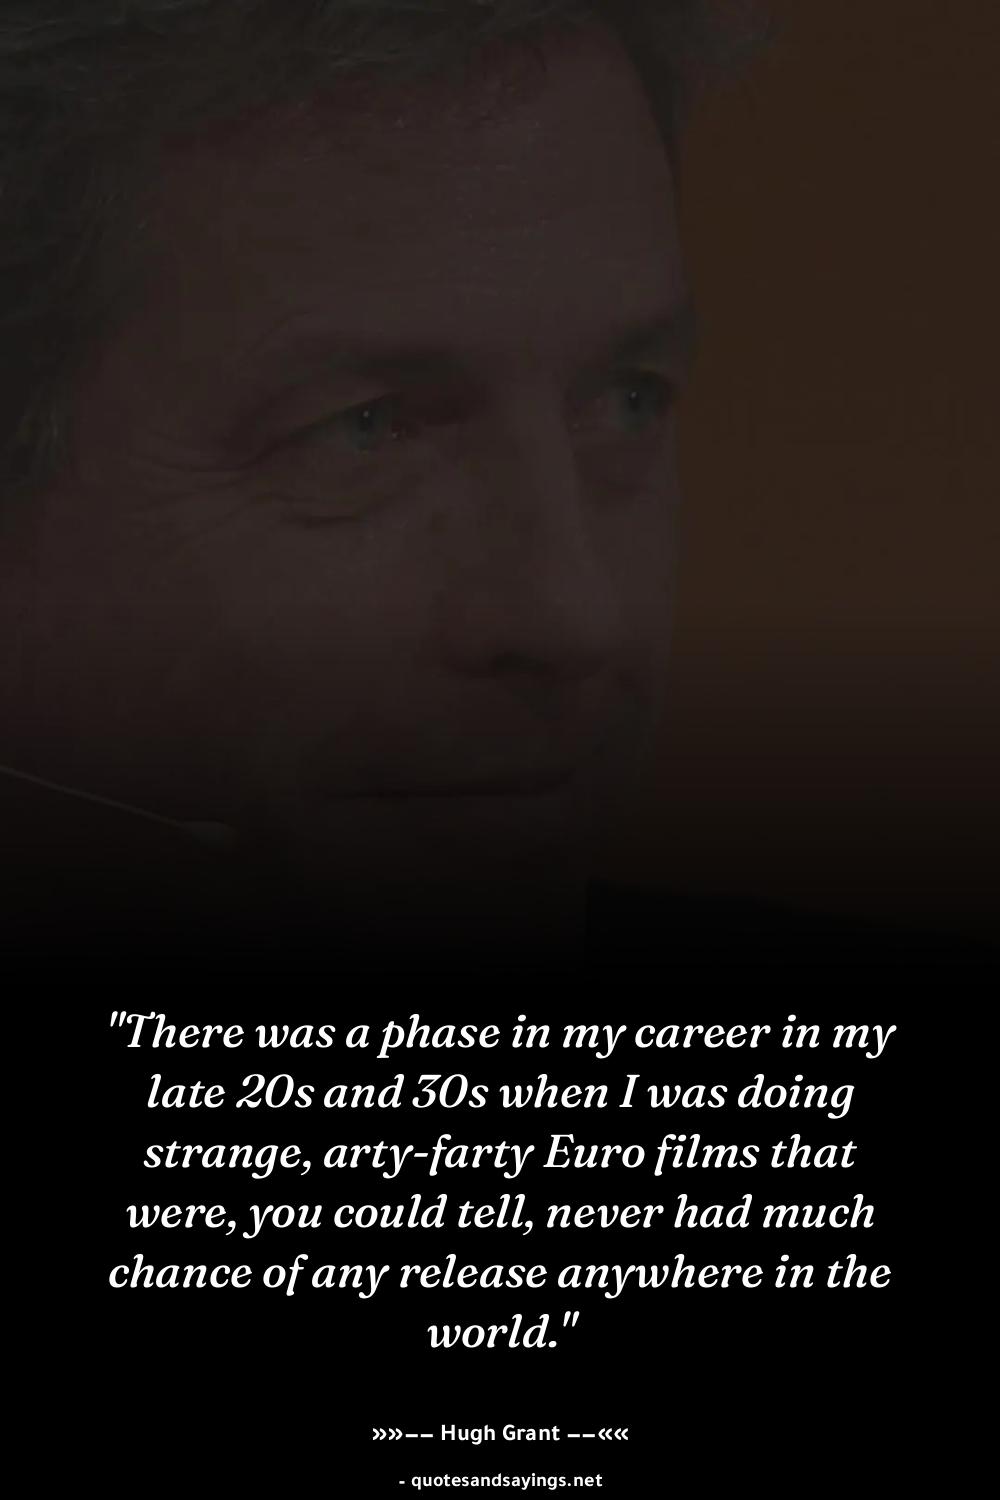 "There was a phase in my career in my
late 20s and 30s when I was doing
strange, arty-farty Euro films that
were, you could tell, never had much
chance of any release anywhere in the
world."
»»–– Hugh Grant ––««
- quotesandsayings.net